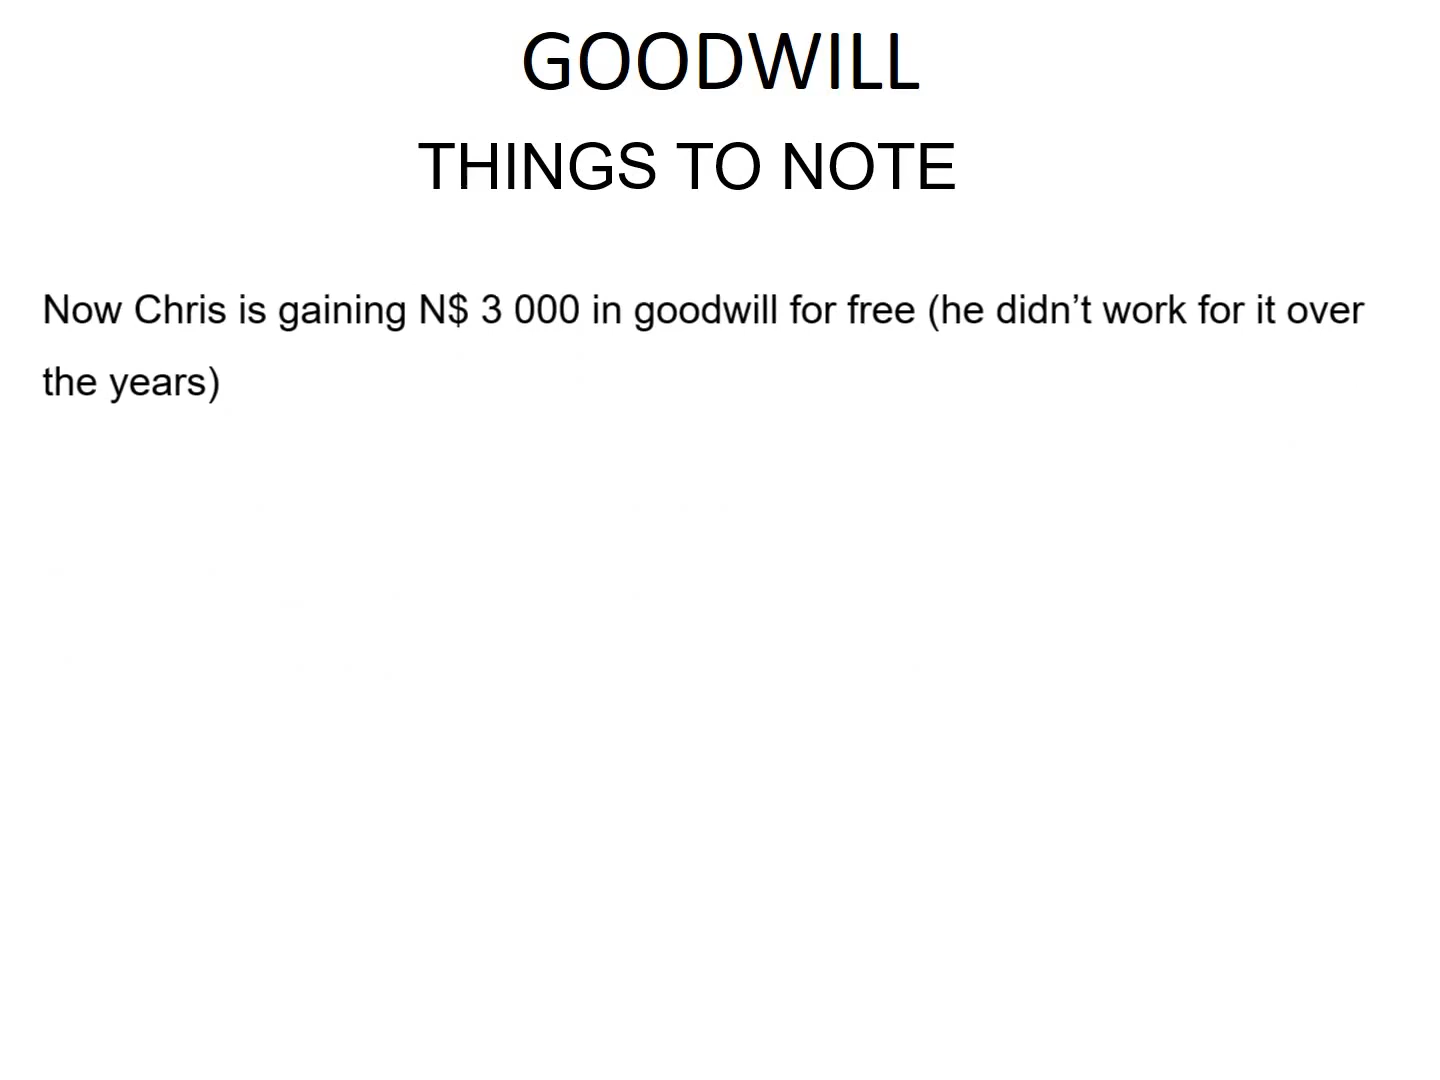 GOODWILL
THINGS TO NOTE
Now Chris is gaining N$ 3 000 in goodwill for free (he didn’t work for it over
the years)